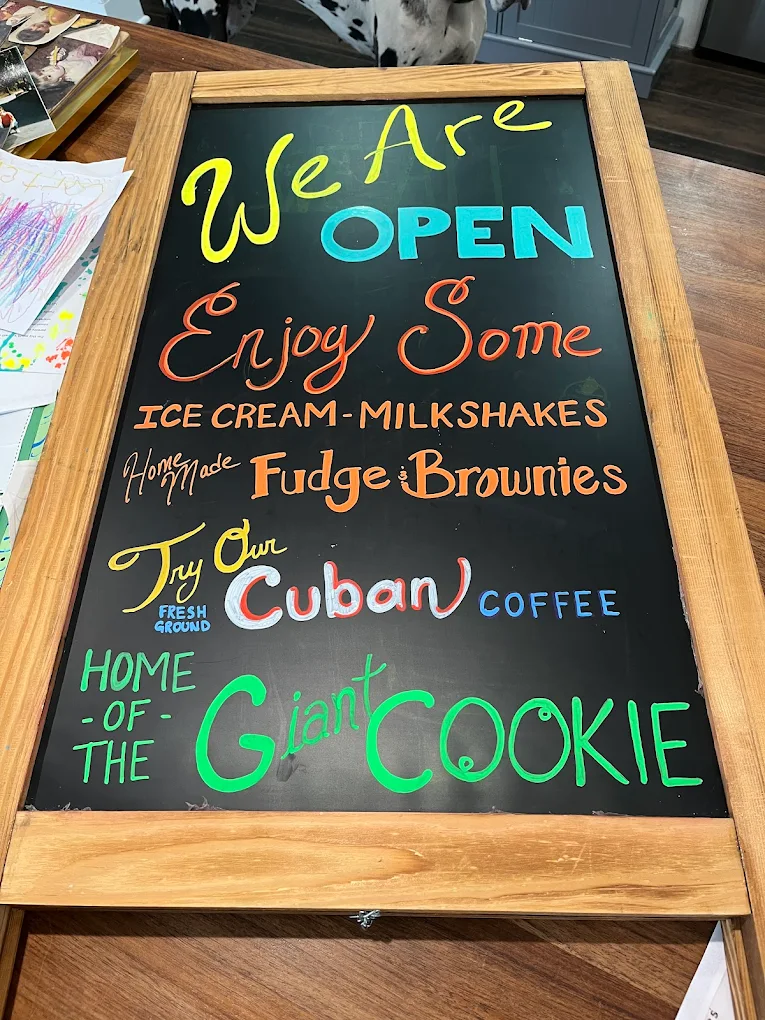 We Are
OPEN
Enjoy Some
ICE CREAM - MILKSHAKES
Home Made Fudge & Brownies
Try Our
FRESH GROUND Cuban COFFEE
HOME
- OF -
THE
Giant COOKIE